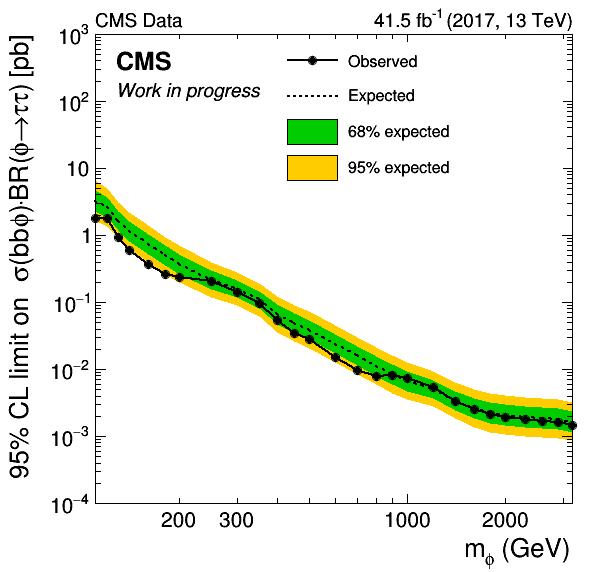 CMS Data 41.5 fb⁻¹ (2017, 13 TeV)
95% CL limit on σ(bbϕ)·BR(ϕ→ττ) [pb]
CMS
Work in progress
Observed
Expected
68% expected
95% expected
10³
10²
10
1
10⁻¹
10⁻²
10⁻³
10⁻⁴
200 300 1000 2000
m_ϕ (GeV)